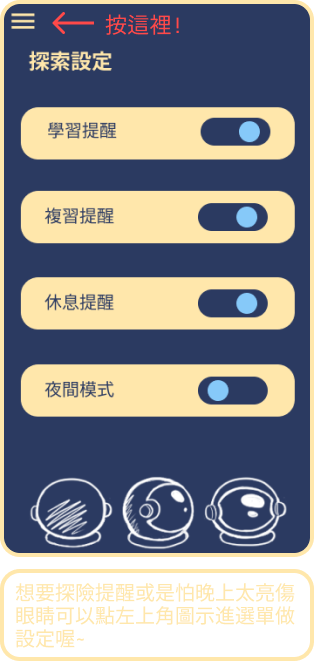 按這裡!
探索設定
學習提醒
複習提醒
休息提醒
夜間模式
想要探險提醒或是怕晚上太亮傷
眼睛可以點左上角圖示進選單做
設定喔~